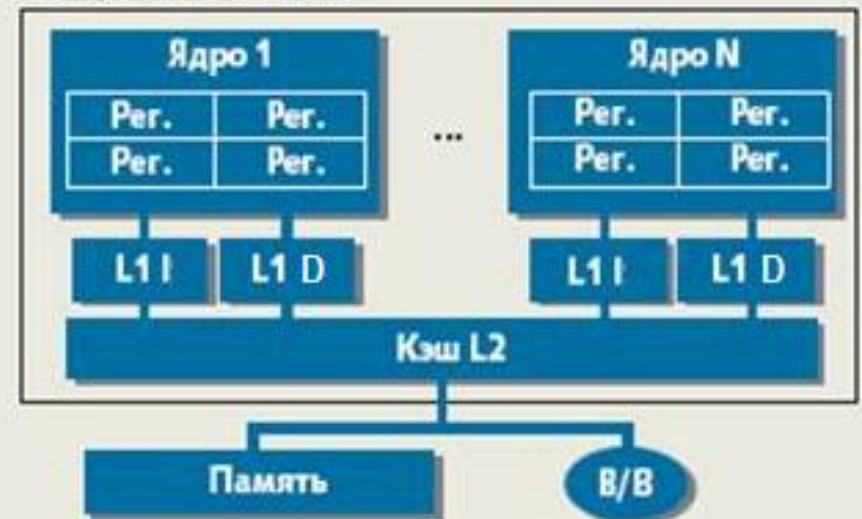 Ядро 1 Ядро N
Рег. Рег. ... Рег. Рег.
Рег. Рег. Рег. Рег.
L1 I L1 D L1 I L1 D
Кэш L2
Память В/В